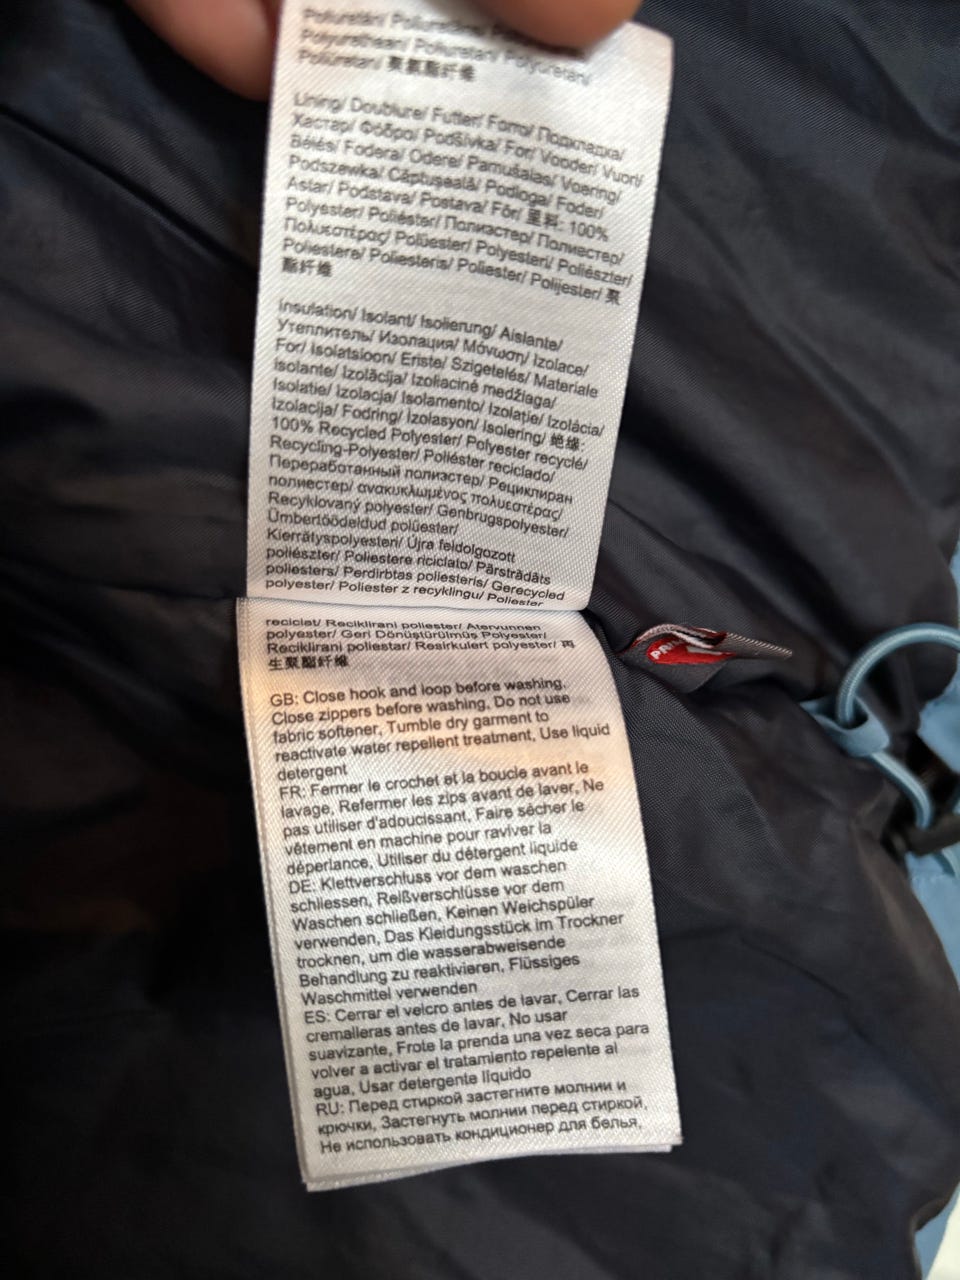 Poliuretán/ Poliuretāns/
Polyurethaan/ Poliuretan/ Polyuretan/
Poliüretan/ 聚氨酯纤维
Lining/ Doublure/ Futter/ Forro/ Подкладка/
Хастар/ Фόδρα/ Podšívka/ For/ Vooder/ Vuori/
Bélés/ Fodera/ Odere/ Pamušalas/ Voering/
Podszewka/ Căptuşeală/ Podloga/ Foder/
Astar/ Podstava/ Postava/ Fôr/ 里料: 100%
Polyester/ Poliéster/ Полиэстер/ Полиестер/
Πολυεστέρας/ Polüester/ Polyesteri/ Poliészter/
Poliestere/ Poliesteris/ Poliester/ Polijester/ 聚
酯纤维
Insulation/ Isolant/ Isolierung/ Aislante/
Утеплитель/ Изолация/ Μόνωση/ Izolace/
For/ Isolatsioon/ Eriste/ Szigetelés/ Materiale
isolante/ Izolācija/ Izoliacinė medžiaga/
Isolatie/ Izolacja/ Isolamento/ Izolaţie/ Izolácia/
Izolacija/ Fodring/ İzolasyon/ Isolering/ 绝缘:
100% Recycled Polyester/ Polyester recyclé/
Recycling-Polyester/ Poliéster reciclado/
Переработанный полиэстер/ Рециклиран
полиестер/ ανακυκλωμένος πολυεστέρας/
Recyklovaný polyester/ Genbrugspolyester/
Ümbertöödeldud polüester/
Kierrätyspolyesteri/ Újra feldolgozott
poliészter/ Poliestere riciclato/ Pārstrādāts
poliesters/ Perdirbtas poliesteris/ Gerecycled
polyester/ Poliester z recyklingu/ Poliester
reciclat/ Reciklirani poliester/ Återvunnen
polyester/ Geri Dönüştürülmüş Polyester/
Reciklirani poliestar/ Resirkulert polyester/ 再
生聚酯纤维
GB: Close hook and loop before washing,
Close zippers before washing, Do not use
fabric softener, Tumble dry garment to
reactivate water repellent treatment, Use liquid
detergent
FR: Fermer le crochet et la boucle avant le
lavage, Refermer les zips avant de laver, Ne
pas utiliser d'adoucissant, Faire sécher le
vêtement en machine pour raviver la
déperlance, Utiliser du détergent liquide
DE: Klettverschluss vor dem waschen
schliessen, Reißverschlüsse vor dem
Waschen schließen, Keinen Weichspüler
verwenden, Das Kleidungsstück im Trockner
trocknen, um die wasserabweisende
Behandlung zu reaktivieren, Flüssiges
Waschmittel verwenden
ES: Cerrar el velcro antes de lavar, Cerrar las
cremalleras antes de lavar, No usar
suavizante, Frote la prenda una vez seca para
volver a activar el tratamiento repelente al
agua, Usar detergente líquido
RU: Перед стиркой застегните молнии и
крючки, Застегнуть молнии перед стиркой,
Не использовать кондиционер для белья,